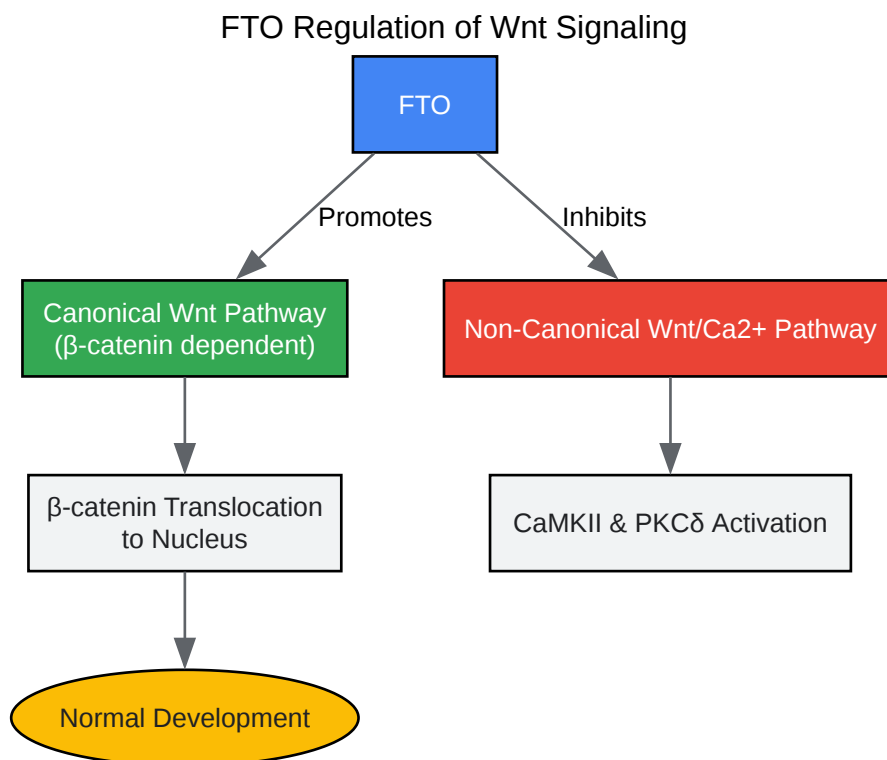 FTO Regulation of Wnt Signaling
FTO
Promotes
Inhibits
Canonical Wnt Pathway
(β-catenin dependent)
Non-Canonical Wnt/Ca2+ Pathway
β-catenin Translocation
to Nucleus
CaMKII & PKCδ Activation
Normal Development